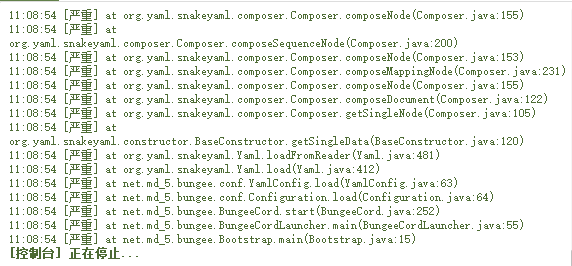 11:08:54 [严重] at org.yaml.snakeyaml.composer.Composer.composeNode(Composer.java:155)
11:08:54 [严重] at
org.yaml.snakeyaml.composer.Composer.composeSequenceNode(Composer.java:200)
11:08:54 [严重] at org.yaml.snakeyaml.composer.Composer.composeNode(Composer.java:153)
11:08:54 [严重] at org.yaml.snakeyaml.composer.Composer.composeMappingNode(Composer.java:231)
11:08:54 [严重] at org.yaml.snakeyaml.composer.Composer.composeNode(Composer.java:155)
11:08:54 [严重] at org.yaml.snakeyaml.composer.Composer.composeDocument(Composer.java:122)
11:08:54 [严重] at org.yaml.snakeyaml.composer.Composer.getSingleNode(Composer.java:105)
11:08:54 [严重] at
org.yaml.snakeyaml.constructor.BaseConstructor.getSingleData(BaseConstructor.java:120)
11:08:54 [严重] at org.yaml.snakeyaml.Yaml.loadFromReader(Yaml.java:481)
11:08:54 [严重] at org.yaml.snakeyaml.Yaml.load(Yaml.java:412)
11:08:54 [严重] at net.md_5.bungee.conf.YamlConfig.load(YamlConfig.java:63)
11:08:54 [严重] at net.md_5.bungee.conf.Configuration.load(Configuration.java:64)
11:08:54 [严重] at net.md_5.bungee.BungeeCord.start(BungeeCord.java:252)
11:08:54 [严重] at net.md_5.bungee.BungeeCordLauncher.main(BungeeCordLauncher.java:55)
11:08:54 [严重] at net.md_5.bungee.Bootstrap.main(Bootstrap.java:15)
[控制台] 正在停止...